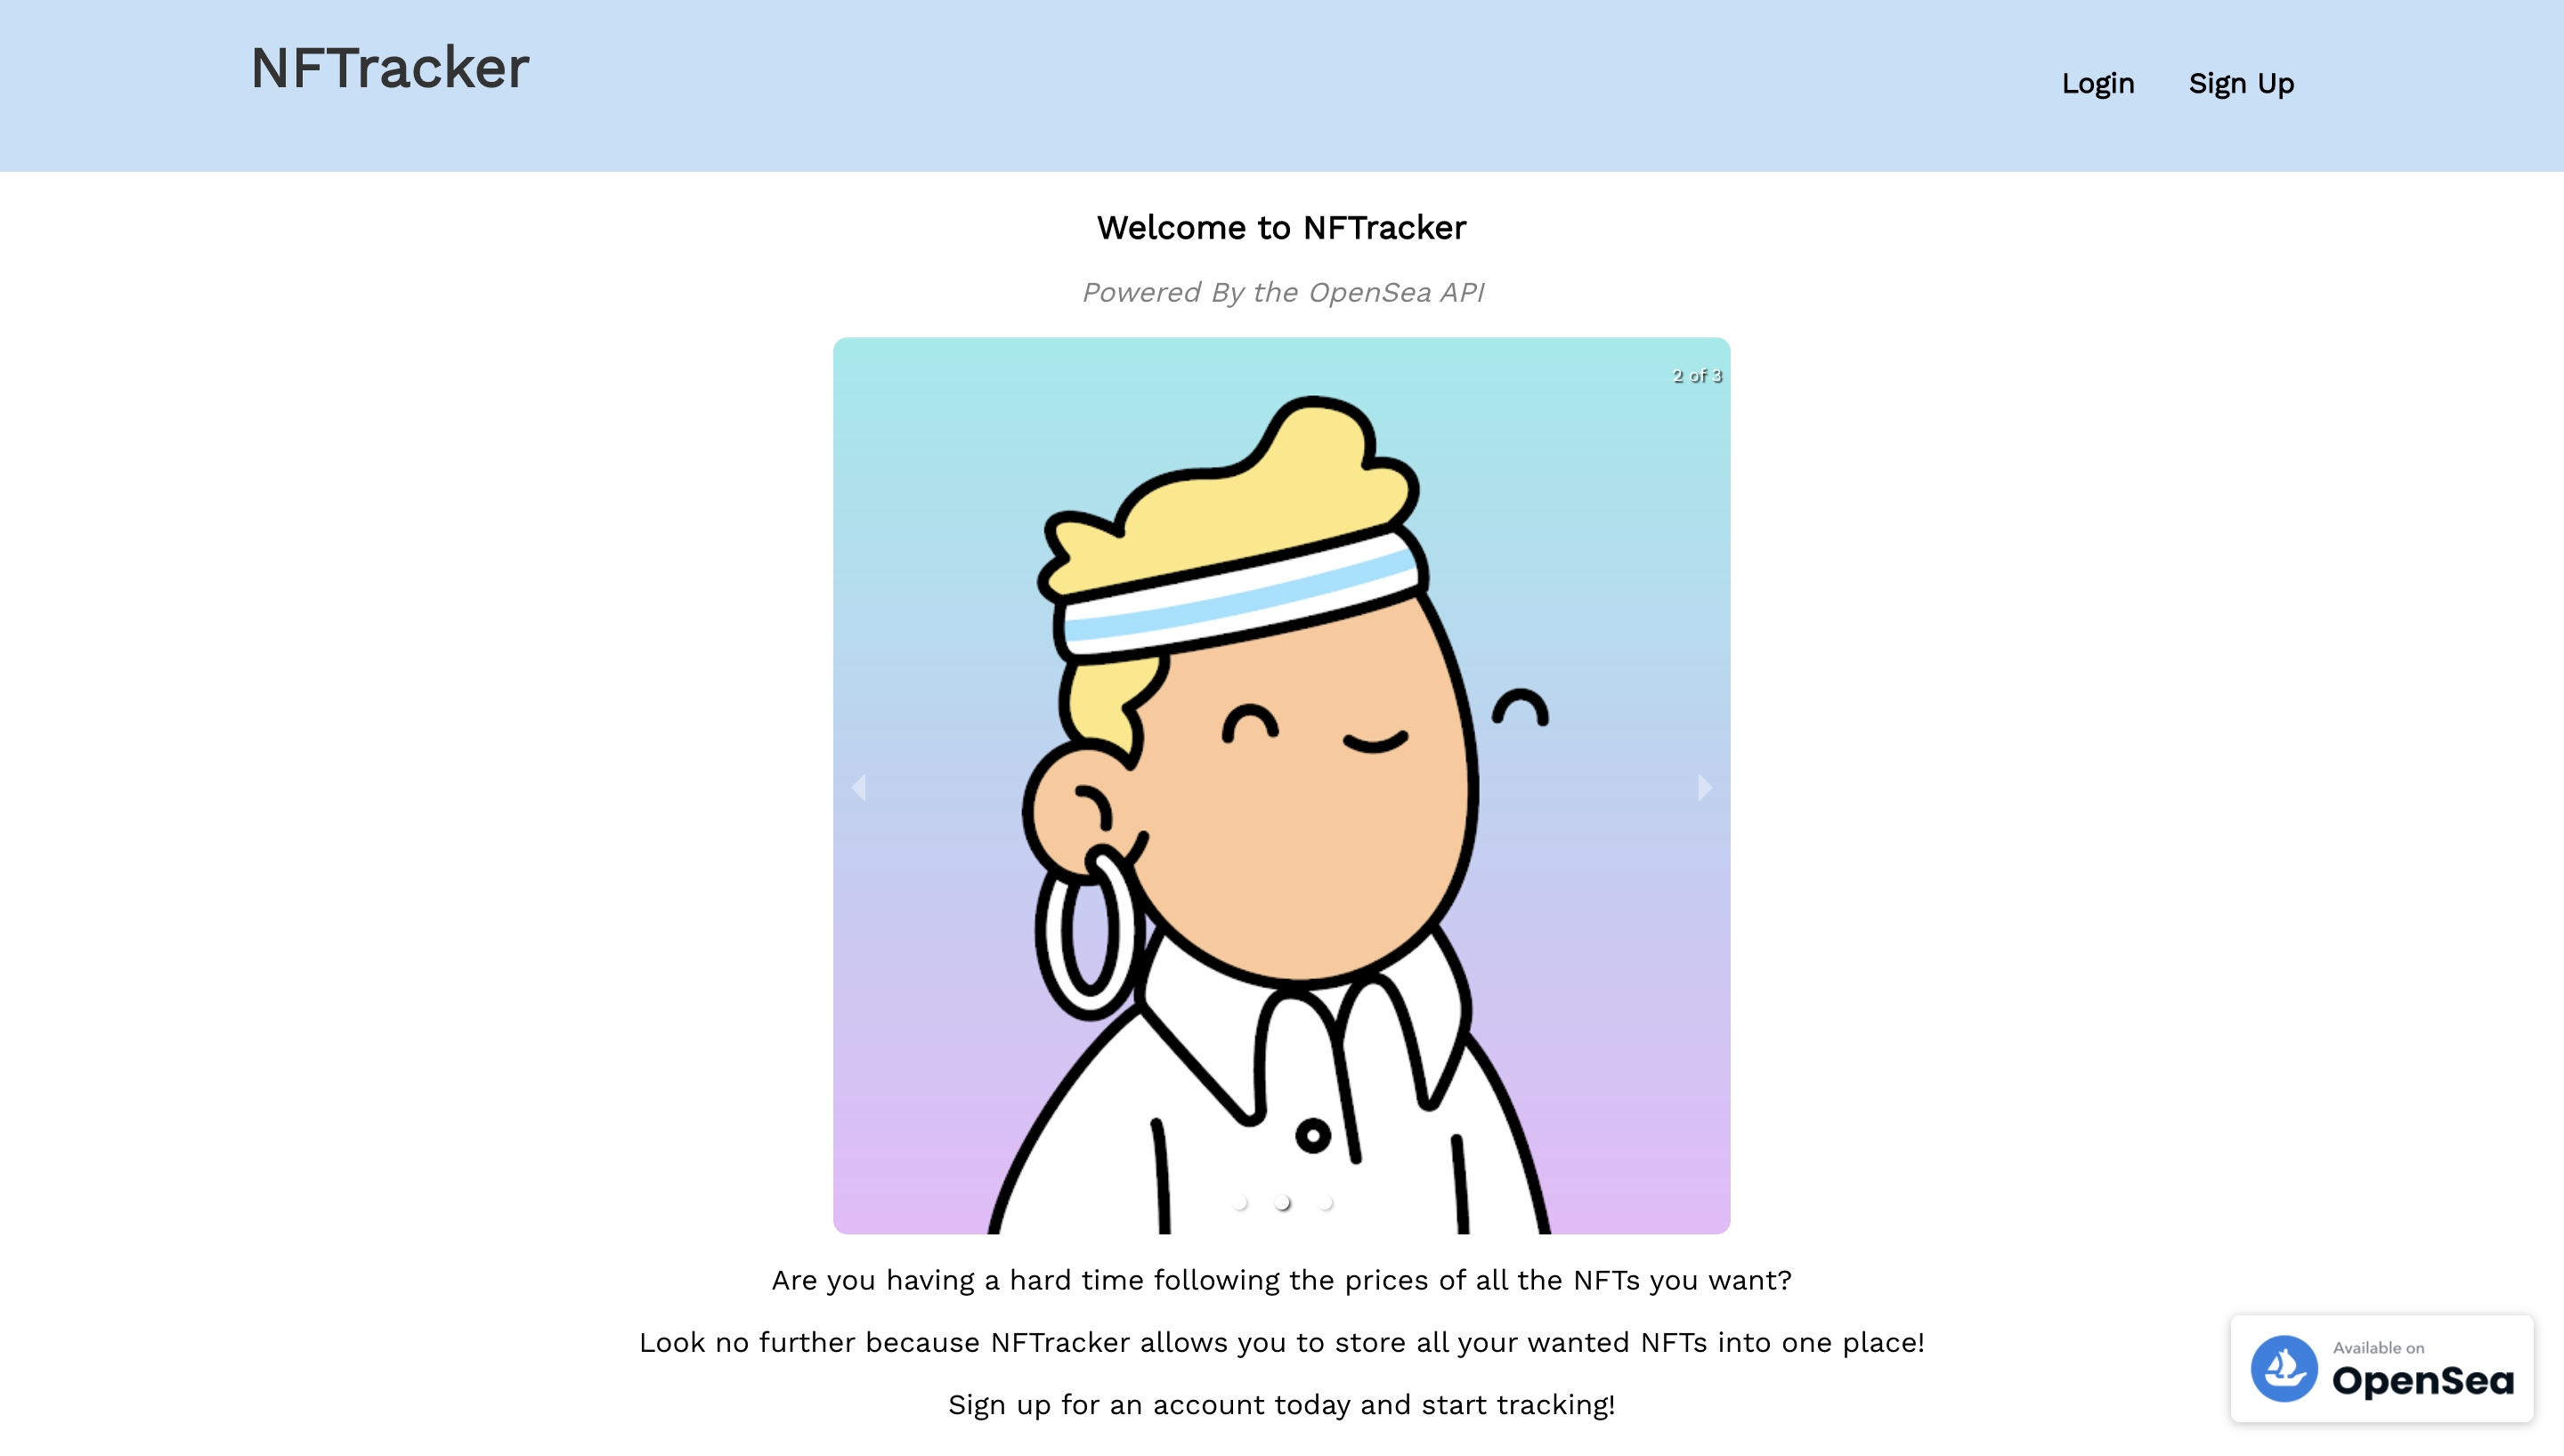 NFTracker
Login
Sign Up
Welcome to NFTracker
Powered By the OpenSea API
2 of 3
Are you having a hard time following the prices of all the NFTs you want?
Look no further because NFTracker allows you to store all your wanted NFTs into one place!
Sign up for an account today and start tracking!
Available on
OpenSea